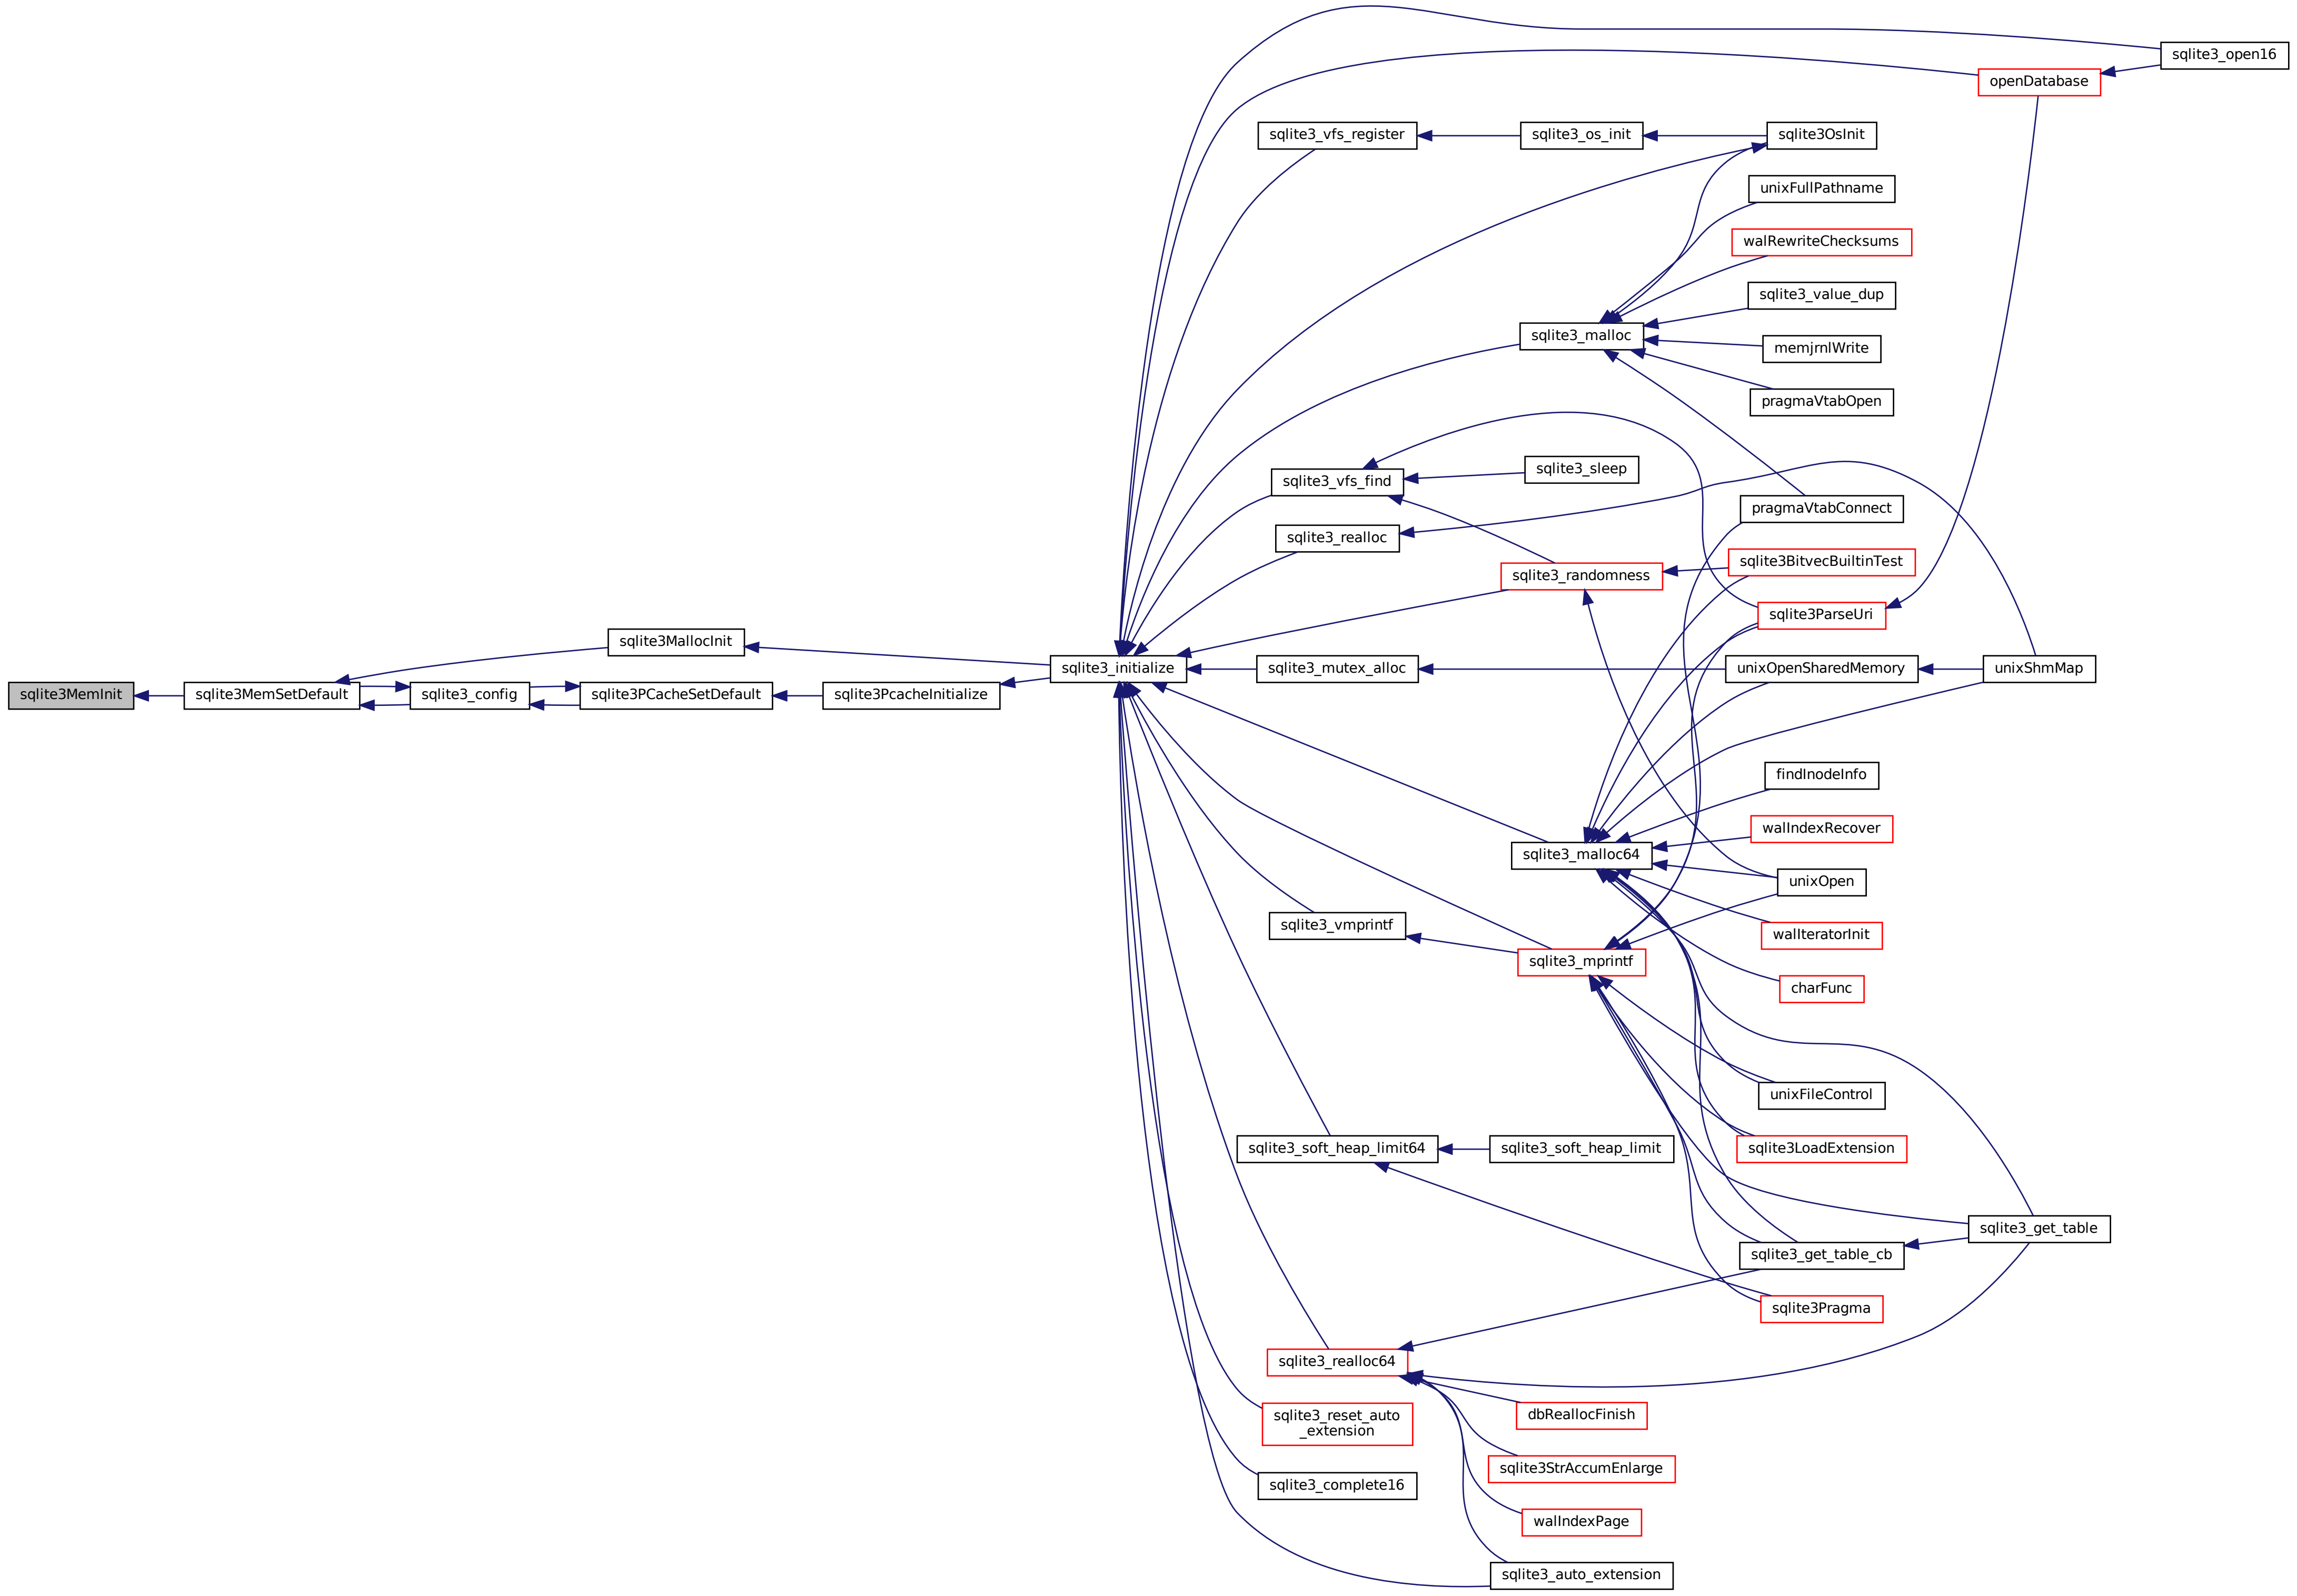 sqlite3_open16
openDatabase
sqlite3_vfs_register
sqlite3_os_init
sqlite3OsInit
unixFullPathname
walRewriteChecksums
sqlite3_value_dup
sqlite3_malloc
memjrnlWrite
pragmaVtabOpen
sqlite3_sleep
sqlite3_vfs_find
pragmaVtabConnect
sqlite3_realloc
sqlite3BitvecBuiltinTest
sqlite3_randomness
sqlite3ParseUri
sqlite3MallocInit
sqlite3_initialize
sqlite3_mutex_alloc
unixOpenSharedMemory
unixShmMap
sqlite3MemInit
sqlite3MemSetDefault
sqlite3_config
sqlite3PCacheSetDefault
sqlite3PcacheInitialize
findInodeInfo
walIndexRecover
sqlite3_malloc64
unixOpen
sqlite3_vmprintf
walIteratorInit
sqlite3_mprintf
charFunc
unixFileControl
sqlite3_soft_heap_limit64
sqlite3_soft_heap_limit
sqlite3LoadExtension
sqlite3_get_table
sqlite3_get_table_cb
sqlite3Pragma
sqlite3_realloc64
dbReallocFinish
sqlite3_reset_auto
_extension
sqlite3StrAccumEnlarge
sqlite3_complete16
walIndexPage
sqlite3_auto_extension